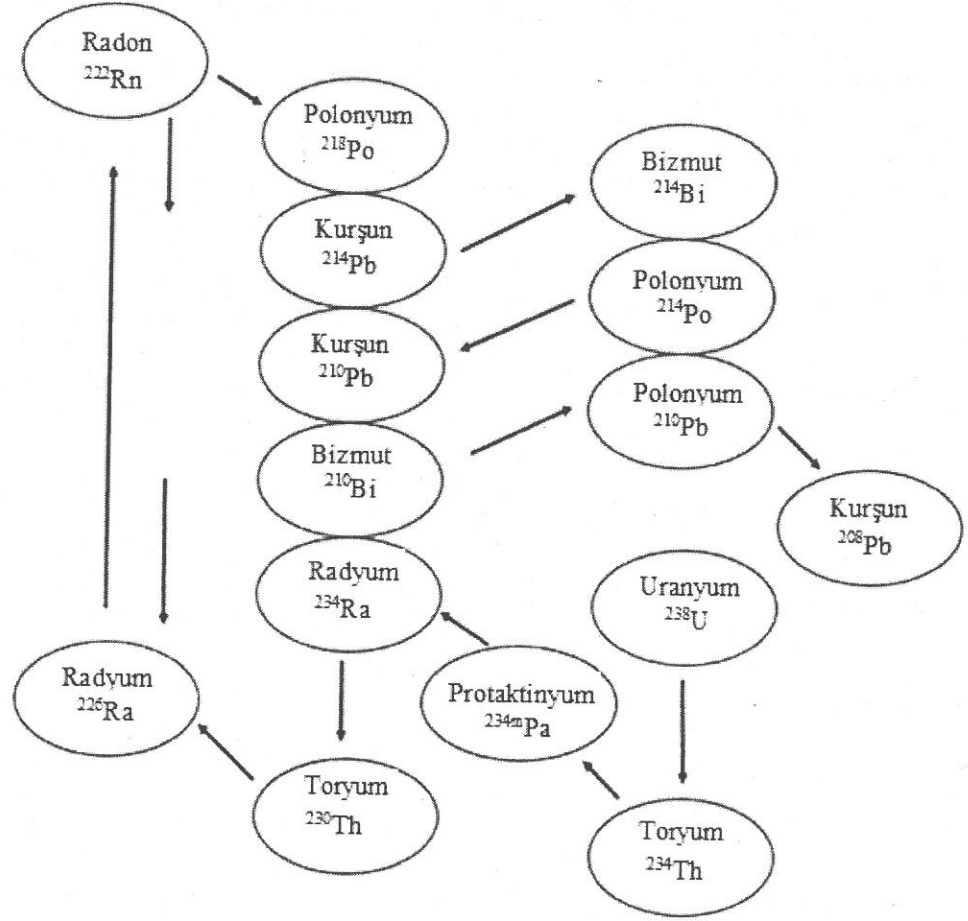 Radon
²²²Rn
Polonyum
²¹⁸Po
Kurşun
²¹⁴Pb
Kurşun
²¹⁰Pb
Bizmut
²¹⁰Bi
Radyum
²³⁴Ra
Bizmut
²¹⁴Bi
Polonyum
²¹⁴Po
Polonyum
²¹⁰Pb
Kurşun
²⁰⁸Pb
Uranyum
²³⁸U
Radyum
²²⁶Ra
Protaktinyum
²³⁴ᵐPa
Toryum
²³⁰Th
Toryum
²³⁴Th